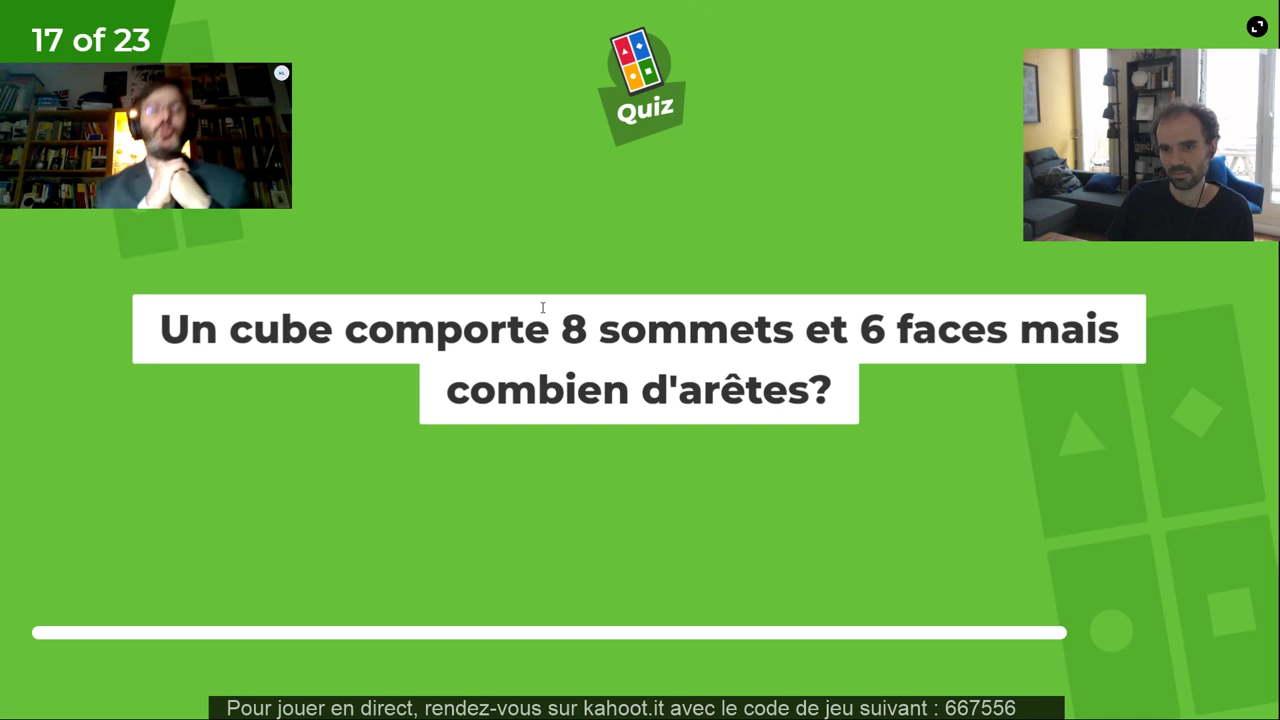 17 of 23
Quiz
Un cube comporte 8 sommets et 6 faces mais
combien d'arêtes?
Pour jouer en direct, rendez-vous sur kahoot.it avec le code de jeu suivant : 667556